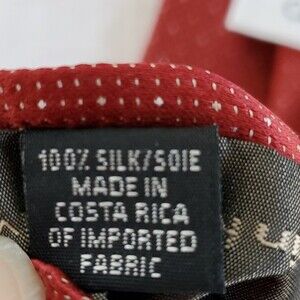 100% SILK/SOIE
MADE IN
COSTA RICA
OF IMPORTED
FABRIC